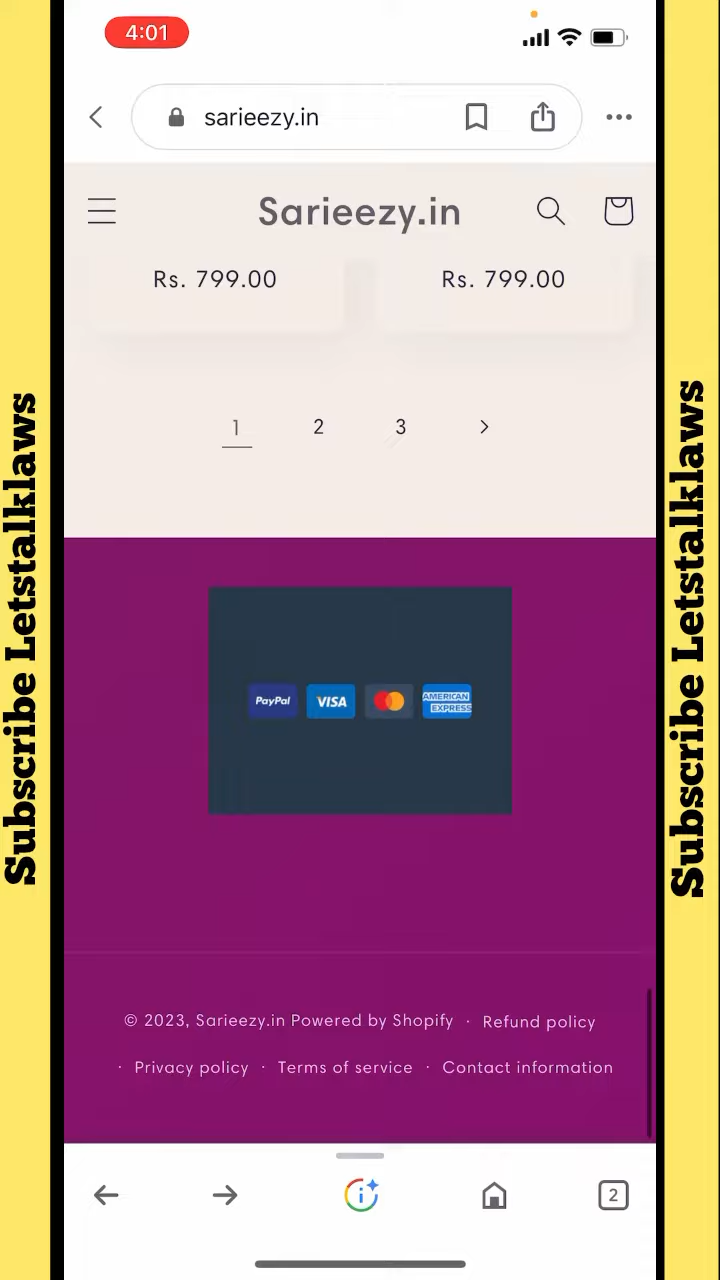 4:01
sarieezy.in
Sarieezy.in
Rs. 799.00 Rs. 799.00
1 2 3
PayPal VISA AMERICAN EXPRESS
© 2023, Sarieezy.in Powered by Shopify · Refund policy
· Privacy policy · Terms of service · Contact information
2
Subscribe Letstalklaws
Subscribe Letstalklaws